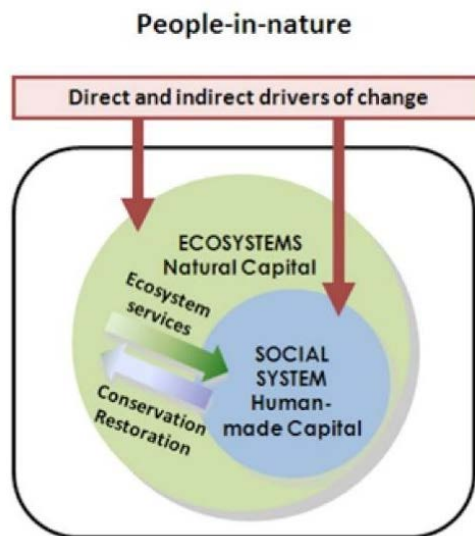 People-in-nature
Direct and indirect drivers of change
ECOSYSTEMS
Natural Capital
Ecosystem
services
SOCIAL
SYSTEM
Human-
made Capital
Conservation
Restoration